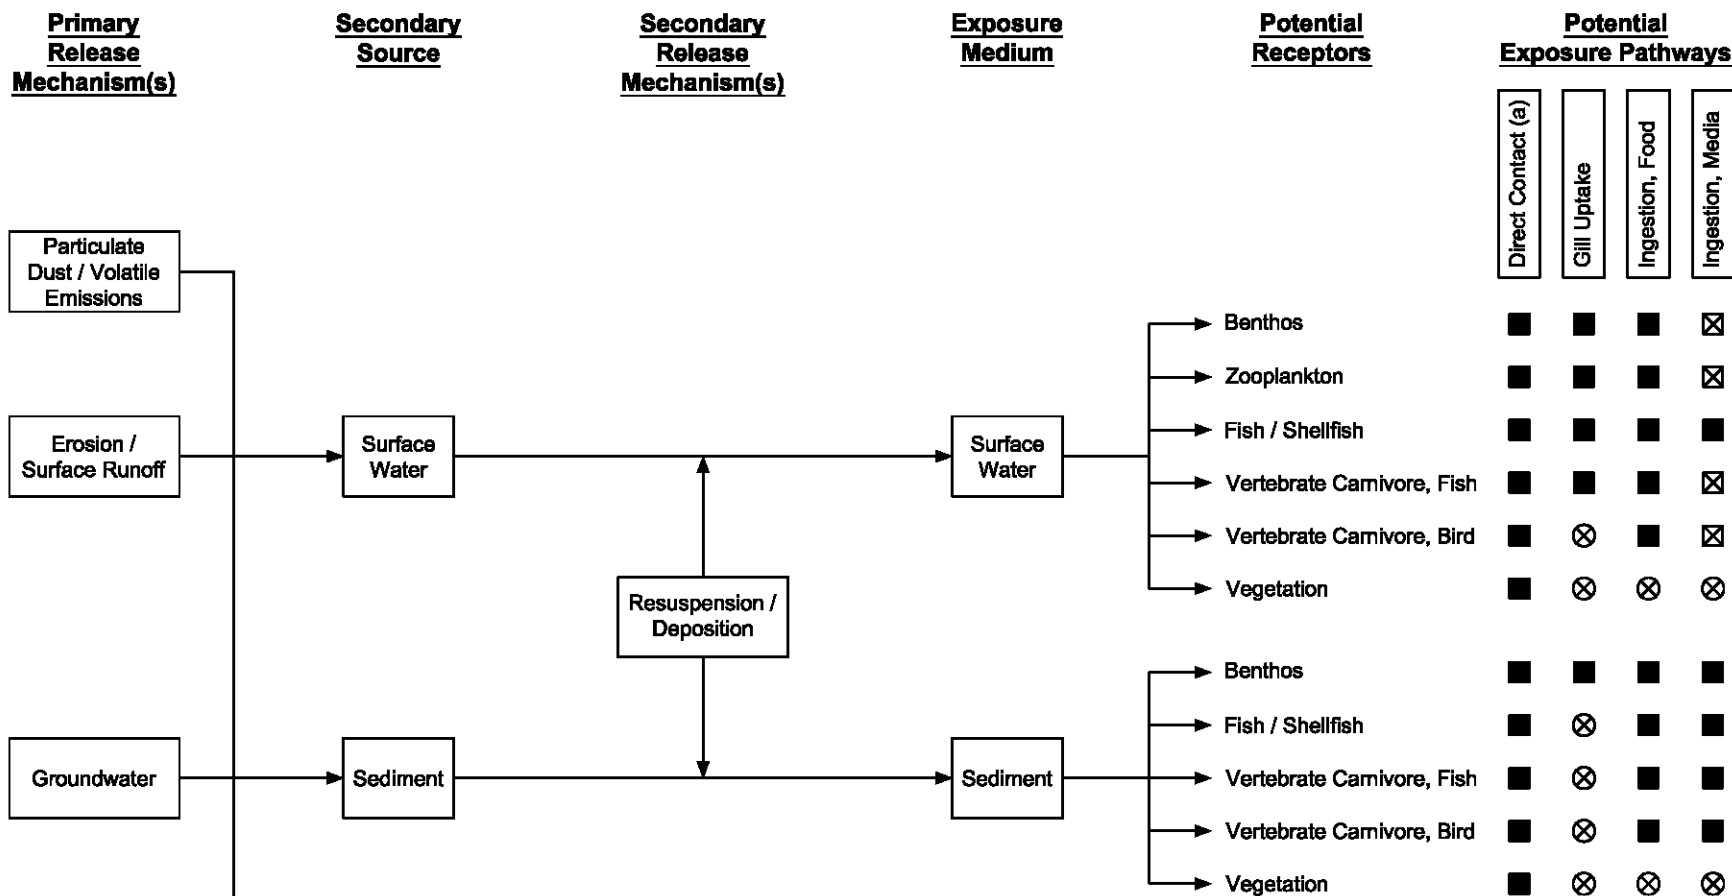 Primary
Release
Mechanism(s)
Secondary
Source
Secondary
Release
Mechanism(s)
Exposure
Medium
Potential
Receptors
Potential
Exposure Pathways
Direct Contact (a)
Gill Uptake
Ingestion, Food
Ingestion, Media
Particulate
Dust / Volatile
Emissions
Erosion /
Surface Runoff
Groundwater
Surface
Water
Sediment
Resuspension /
Deposition
Surface
Water
Sediment
Benthos
Zooplankton
Fish / Shellfish
Vertebrate Carnivore, Fish
Vertebrate Carnivore, Bird
Vegetation
Benthos
Fish / Shellfish
Vertebrate Carnivore, Fish
Vertebrate Carnivore, Bird
Vegetation